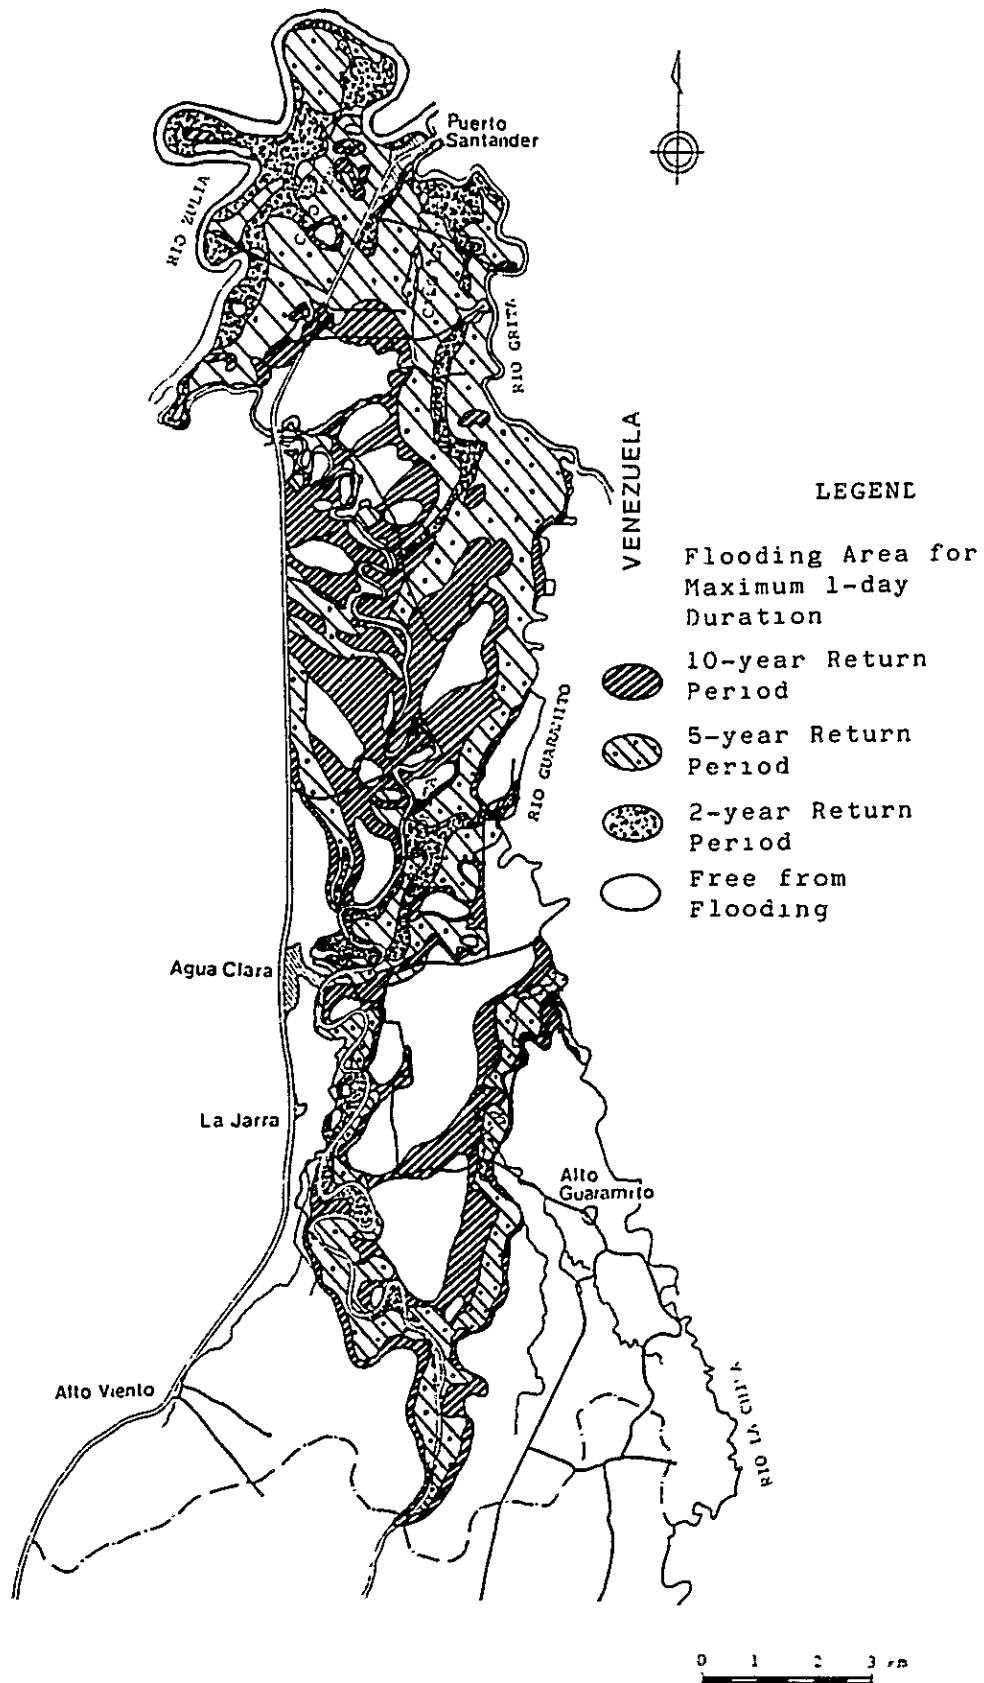 Puerto
Santander
RIO ZULIA
RIO GRITA
VENEZUELA
LEGEND
Flooding Area for
Maximum 1-day
Duration
10-year Return
Period
5-year Return
Period
2-year Return
Period
Free from
Flooding
Agua Clara
La Jarra
Alto
Guaramito
Alto Viento
0 1 2 3 km